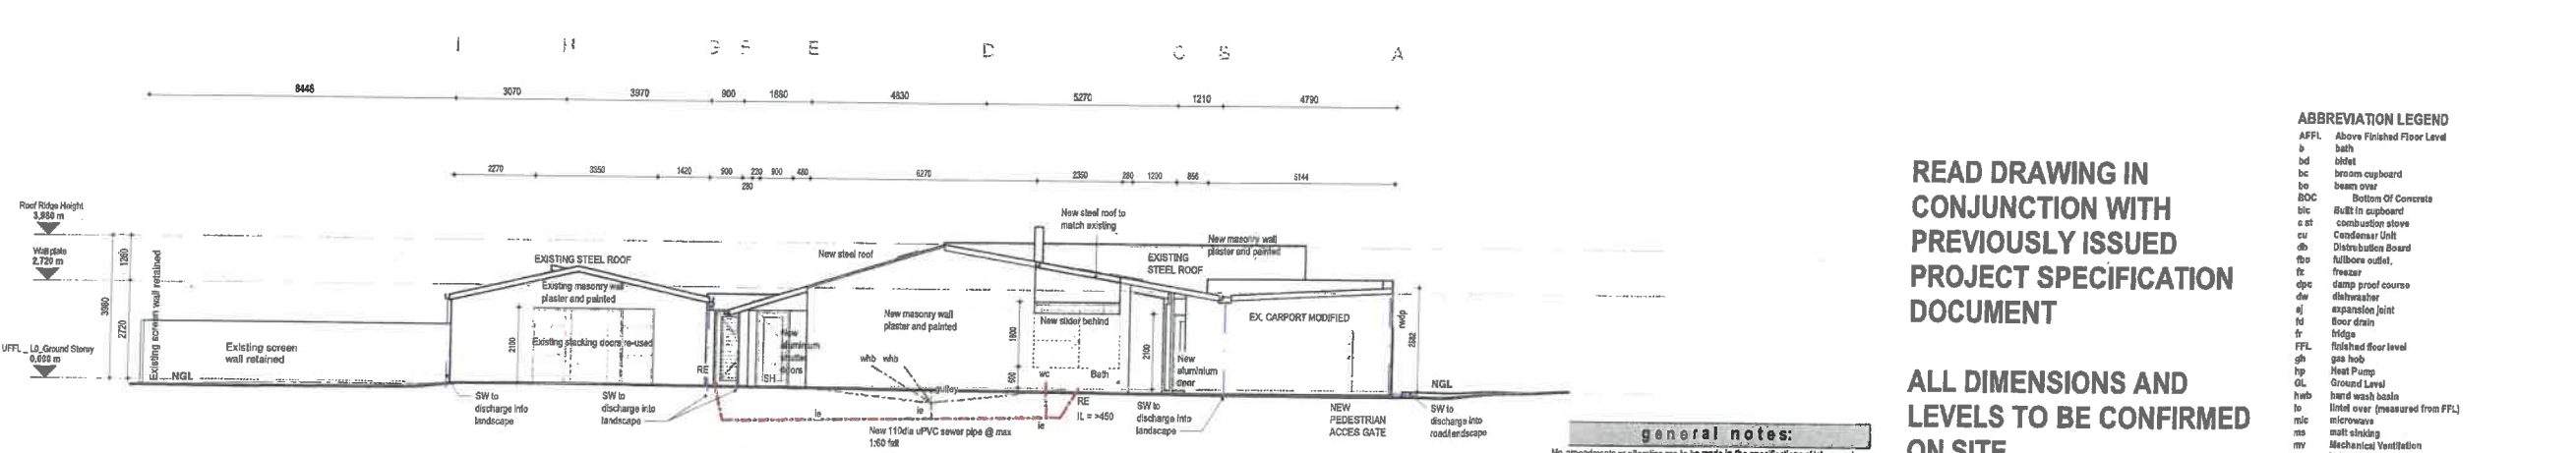 I H G F E D C B A
8446 3070 3970 900 1880 4830 5270 1210 4790
2270 3350 1420 900 220 900 480 6270 2350 280 1200 856 5144
280
Roof Ridge Height
3,980 m
Wall plate
2,720 m
UFFL _ L0_Ground Storey
0,000 m
3980
1260
2720
Existing screen wall retained
Existing screen
wall retained
NGL
EXISTING STEEL ROOF
Existing masonry wall
plaster and painted
2100
Existing stacking doors re-used
SW to
discharge into
landscape
SW to
discharge into
landscape
RE
SH
New
aluminium
shutter
doors
New steel roof
New masonry wall
plaster and painted
whb whb
gulley
ie
ie
New 110dia uPVC sewer pipe @ max
1:60 fall
New steel roof to
match existing
New slider behind
wc
Bath
ie
RE
IL = >450
2100
EXISTING
STEEL ROOF
New masonry wall
plaster and painted
New
aluminium
door
SW to
discharge into
landscape
EX. CARPORT MODIFIED
NEW
PEDESTRIAN
ACCES GATE
rwdp
NGL
SW to
discharge into
road/landscape
general notes:
READ DRAWING IN
CONJUNCTION WITH
PREVIOUSLY ISSUED
PROJECT SPECIFICATION
DOCUMENT
ALL DIMENSIONS AND
LEVELS TO BE CONFIRMED
ON SITE
ABBREVIATION LEGEND
AFFL Above Finished Floor Level
b bath
bd bidet
bc broom cupboard
bo beam over
BOC Bottom Of Concrete
bic Built in cupboard
c st combustion stove
cu Condenser Unit
db Distrubution Board
fbo fullbore outlet,
fz freezer
dpc damp proof course
dw dishwasher
ej expansion joint
fd floor drain
fr fridge
FFL finished floor level
gh gas hob
hp Heat Pump
GL Ground Level
hwb hand wash basin
lo lintel over (measured from FFL)
mic microwave
ms matt sinking
mv Mechanical Ventilation